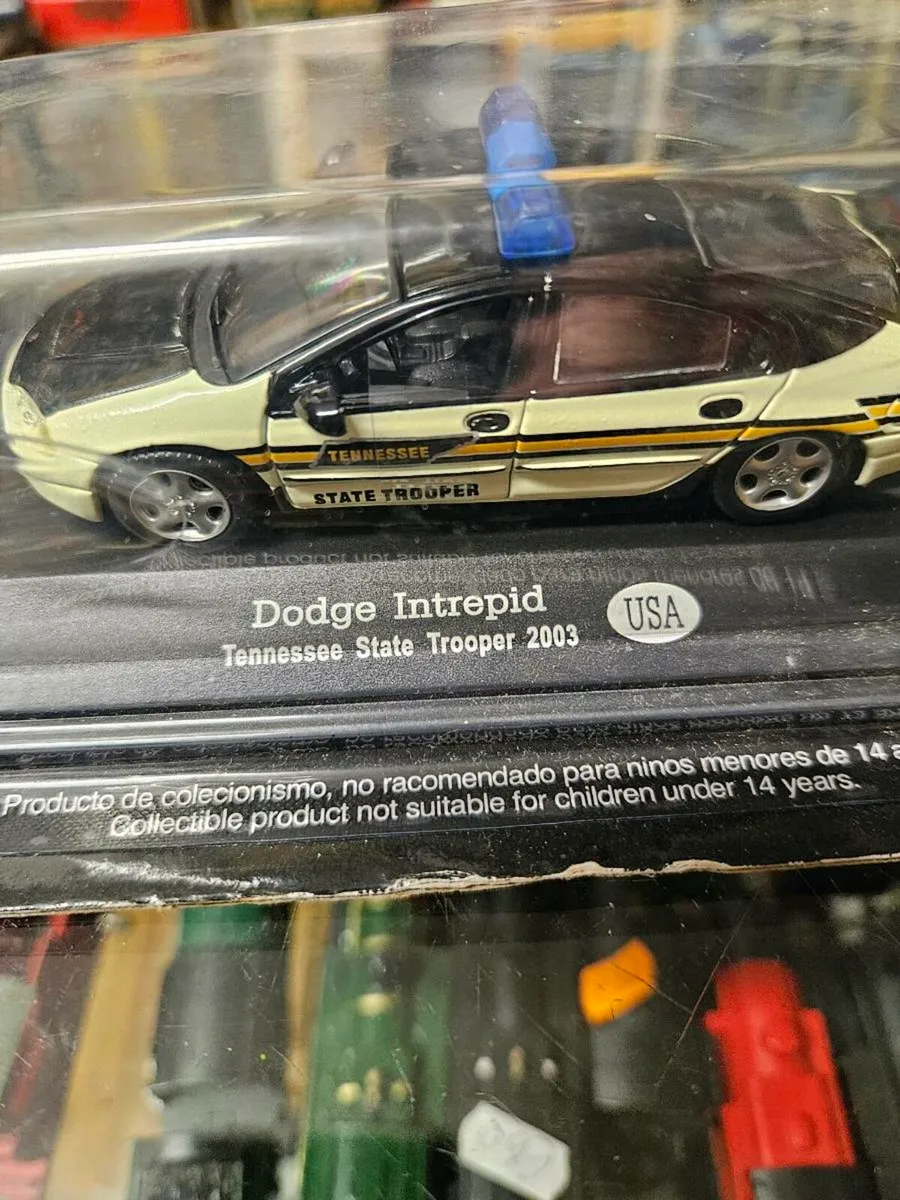 TENNESSEE
STATE TROOPER
Dodge Intrepid
USA
Tennessee State Trooper 2003
Producto de colecionismo, no racomendado para ninos menores de 14 a
Collectible product not suitable for children under 14 years.